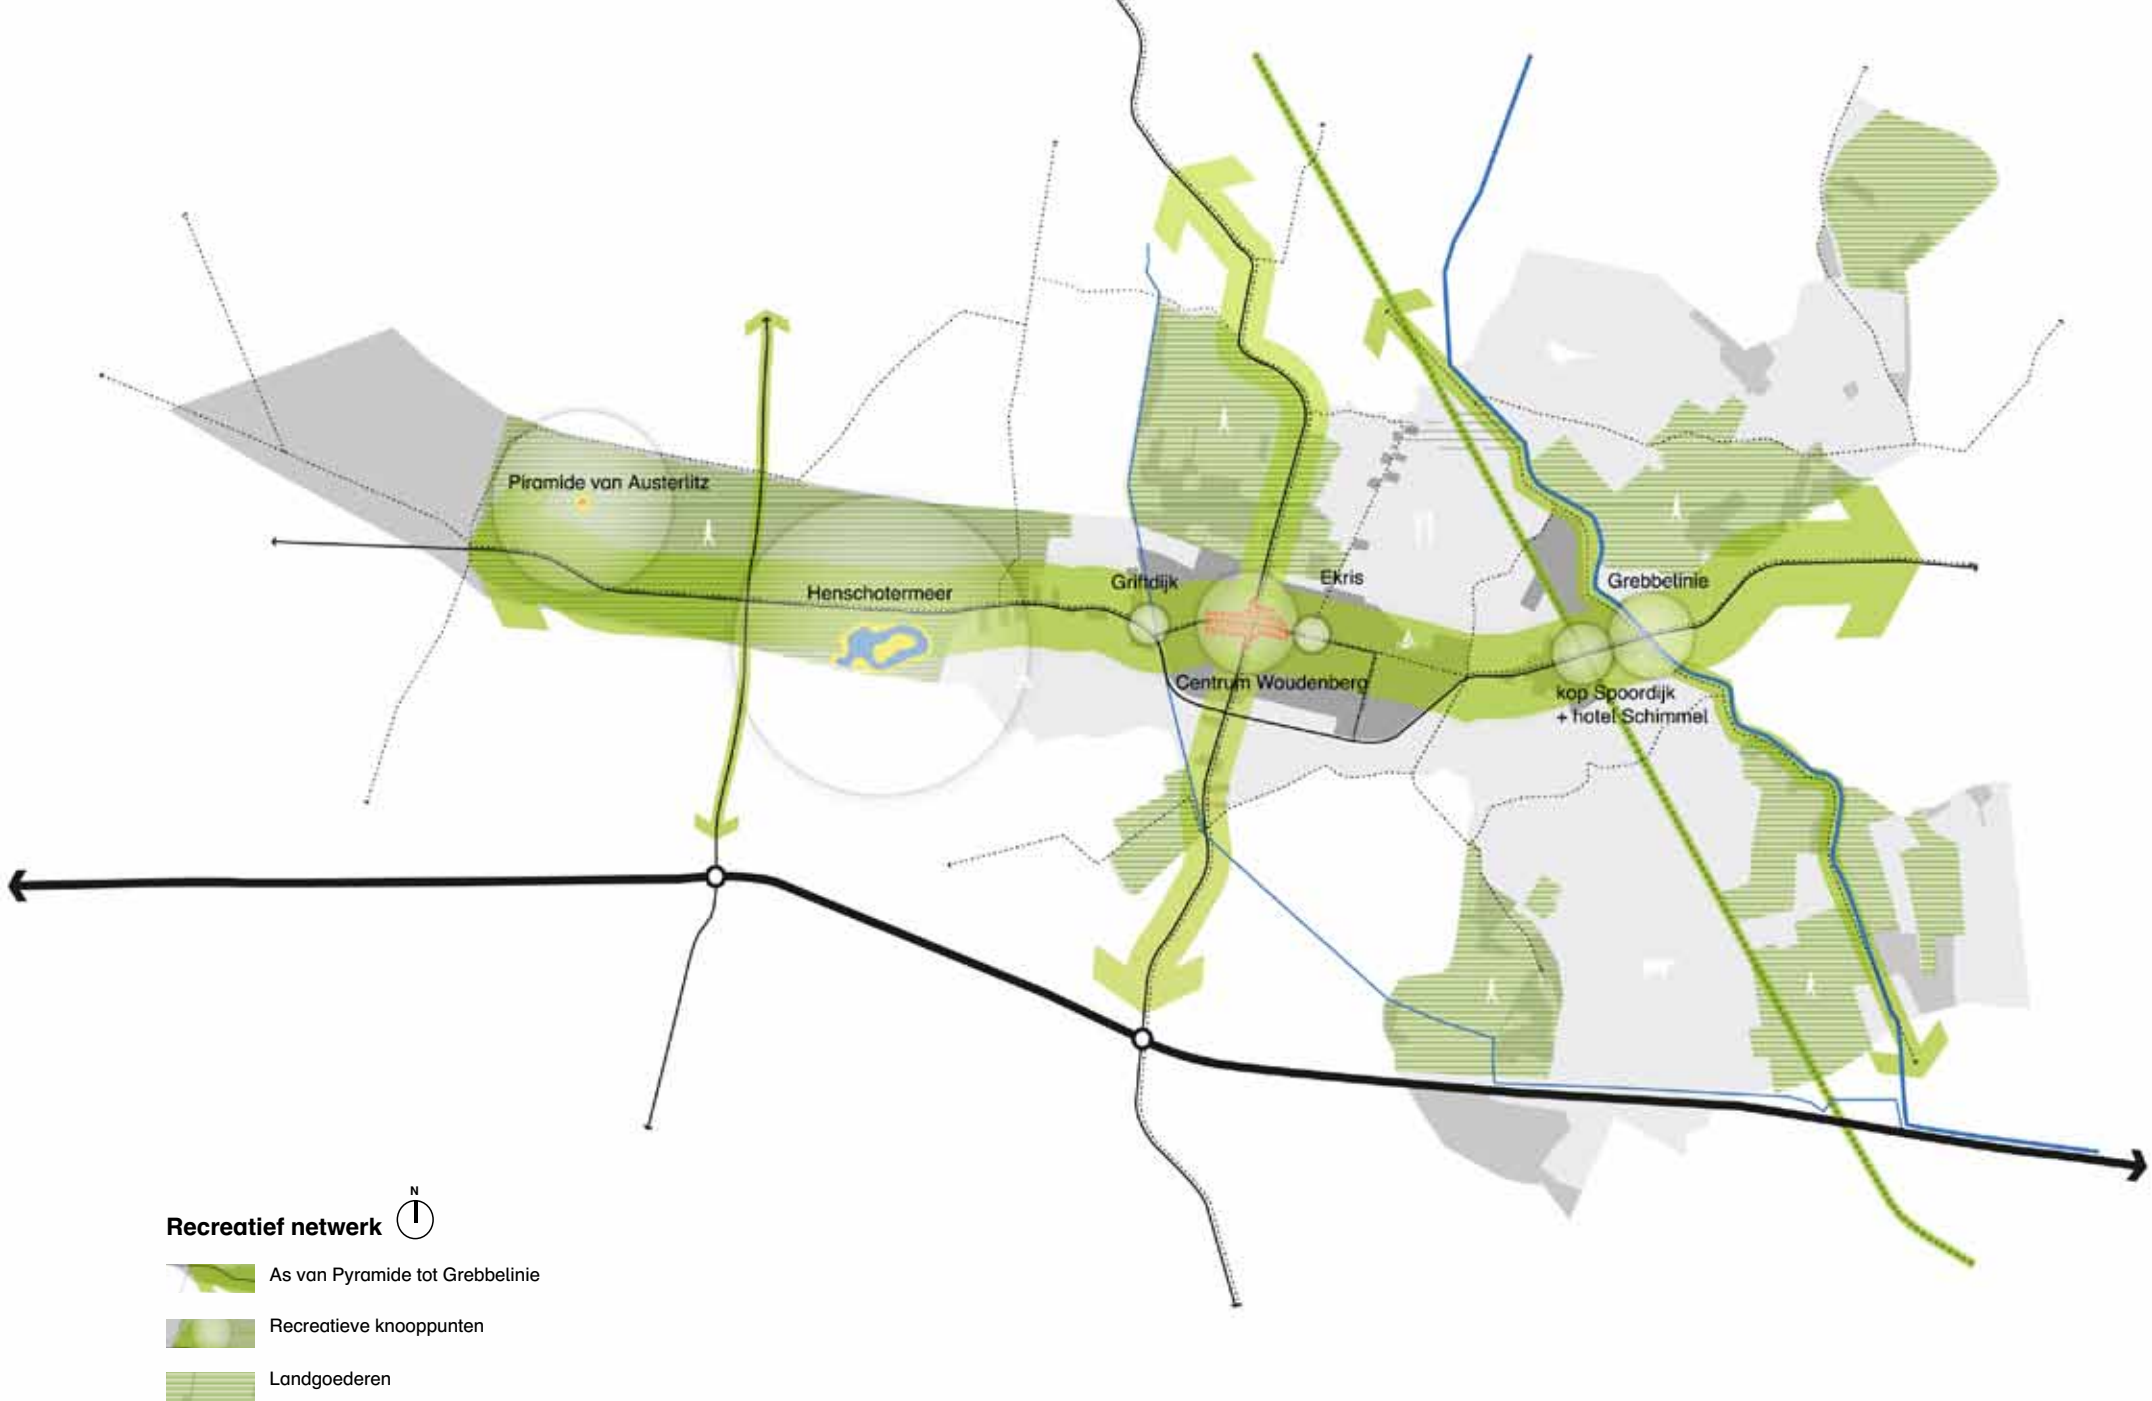 Piramide van Austerlitz
Henschotermeer
Griftdijk
Ekris
Grebbelinie
Centrum Woudenberg
kop Spoordijk
+ hotel Schimmel
N
Recreatief netwerk
As van Pyramide tot Grebbelinie
Recreatieve knooppunten
Landgoederen